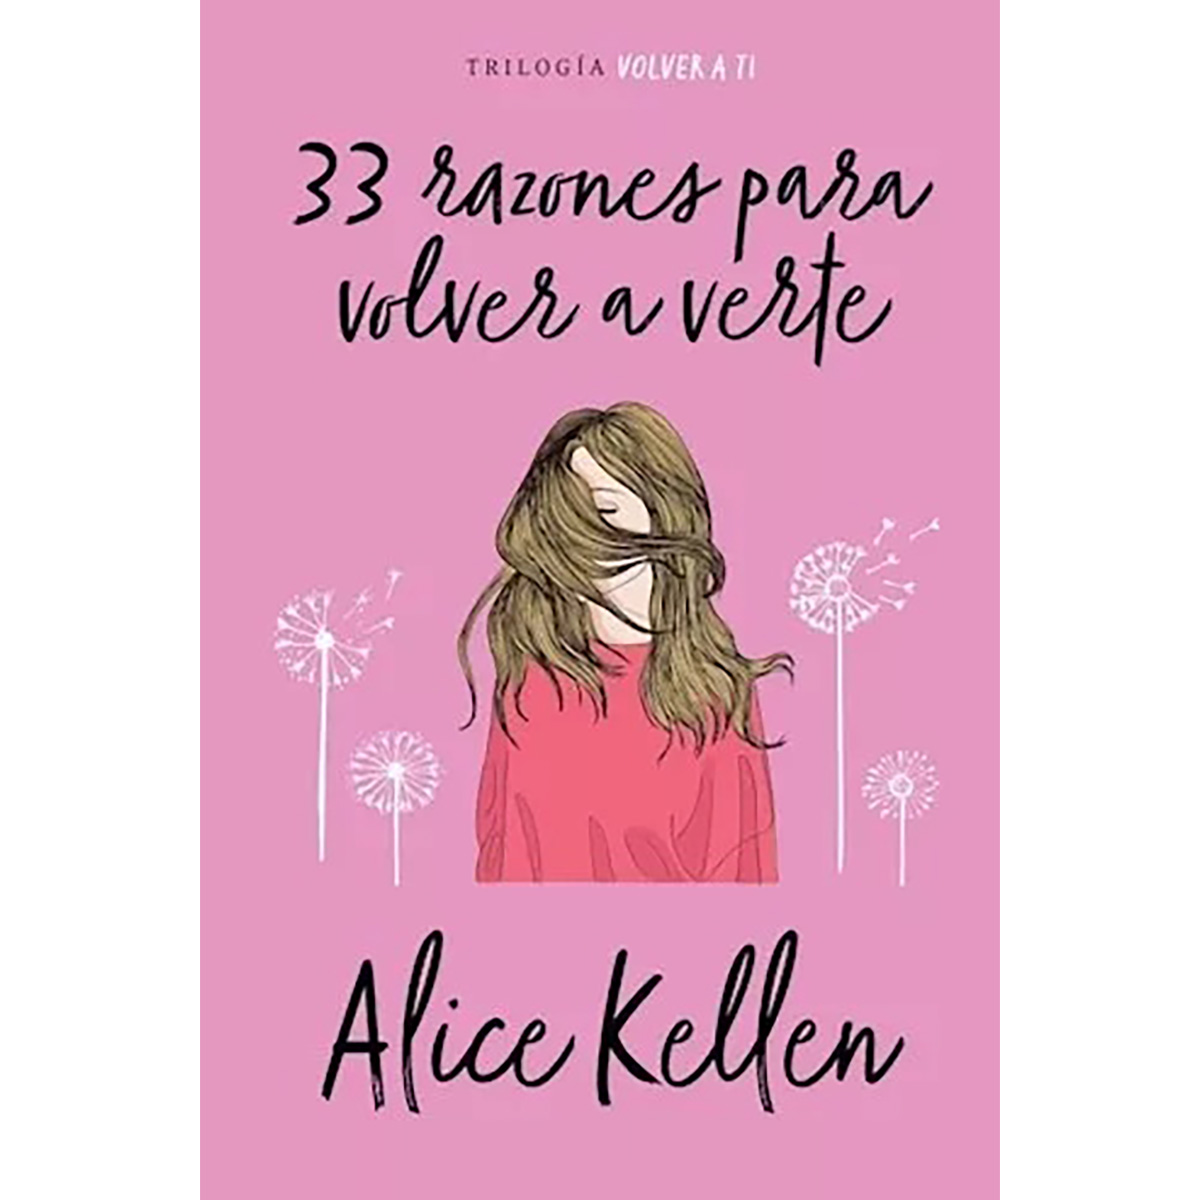 TRILOGÍA VOLVER A TI
33 razones para
volver a verte
Alice Kellen